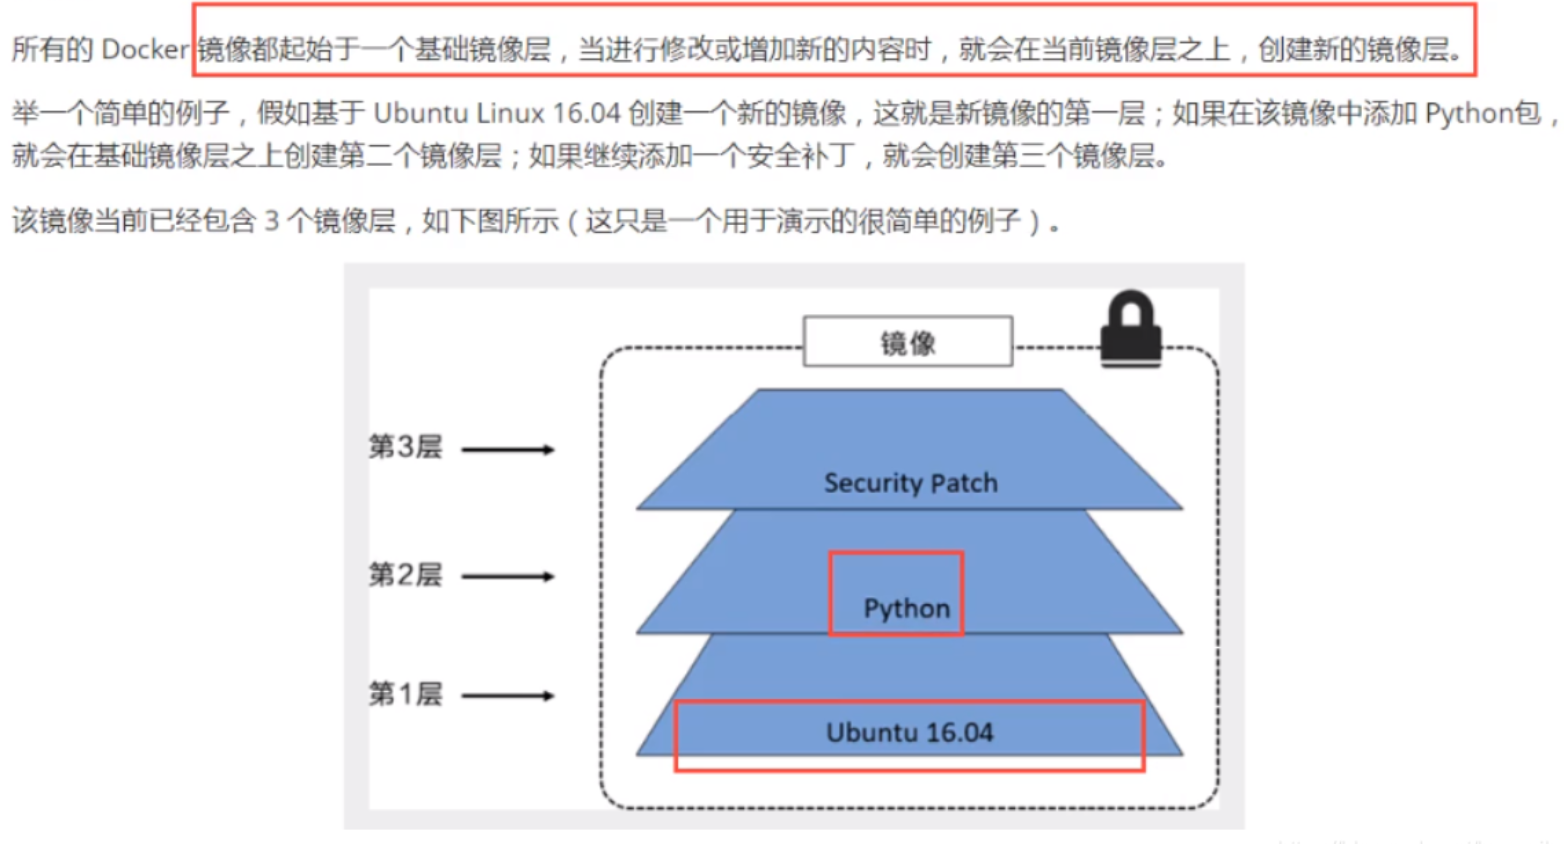 所有的 Docker 镜像都起始于一个基础镜像层，当进行修改或增加新的内容时，就会在当前镜像层之上，创建新的镜像层。
举一个简单的例子，假如基于 Ubuntu Linux 16.04 创建一个新的镜像，这就是新镜像的第一层；如果在该镜像中添加 Python包，
就会在基础镜像层之上创建第二个镜像层；如果继续添加一个安全补丁，就会创建第三个镜像层。
该镜像当前已经包含 3 个镜像层，如下图所示（这只是一个用于演示的很简单的例子）。
镜像
第3层
Security Patch
第2层
Python
第1层
Ubuntu 16.04